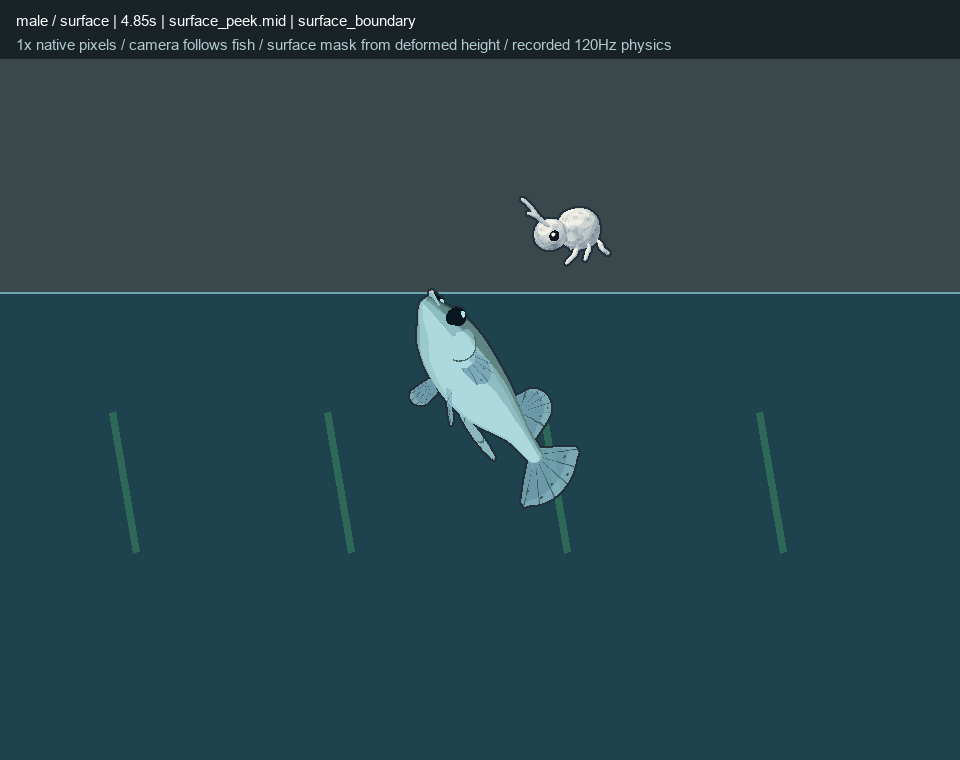 male / surface | 4.85s | surface_peek.mid | surface_boundary
1x native pixels / camera follows fish / surface mask from deformed height / recorded 120Hz physics